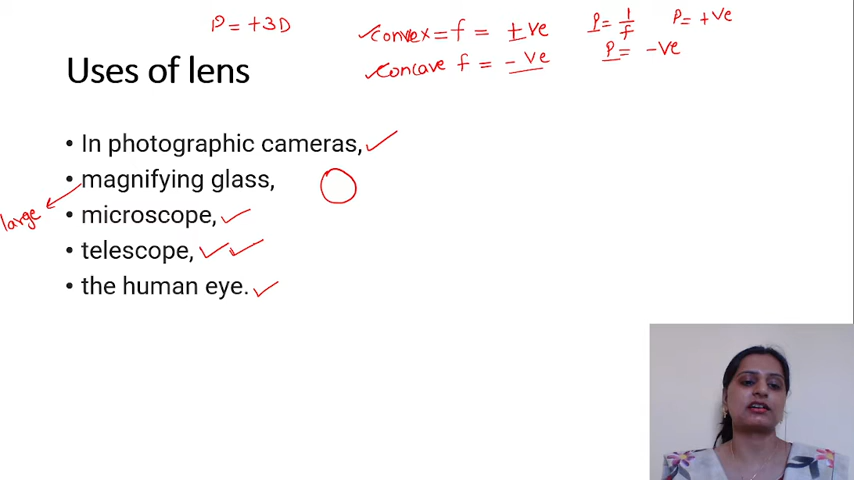 P = +3D
✓convex = f = +ve P = 1/f P = +ve
✓concave f = -ve P = -ve
Uses of lens
• In photographic cameras, ✓
• magnifying glass,
large
• microscope, ✓
• telescope, ✓✓
• the human eye. ✓